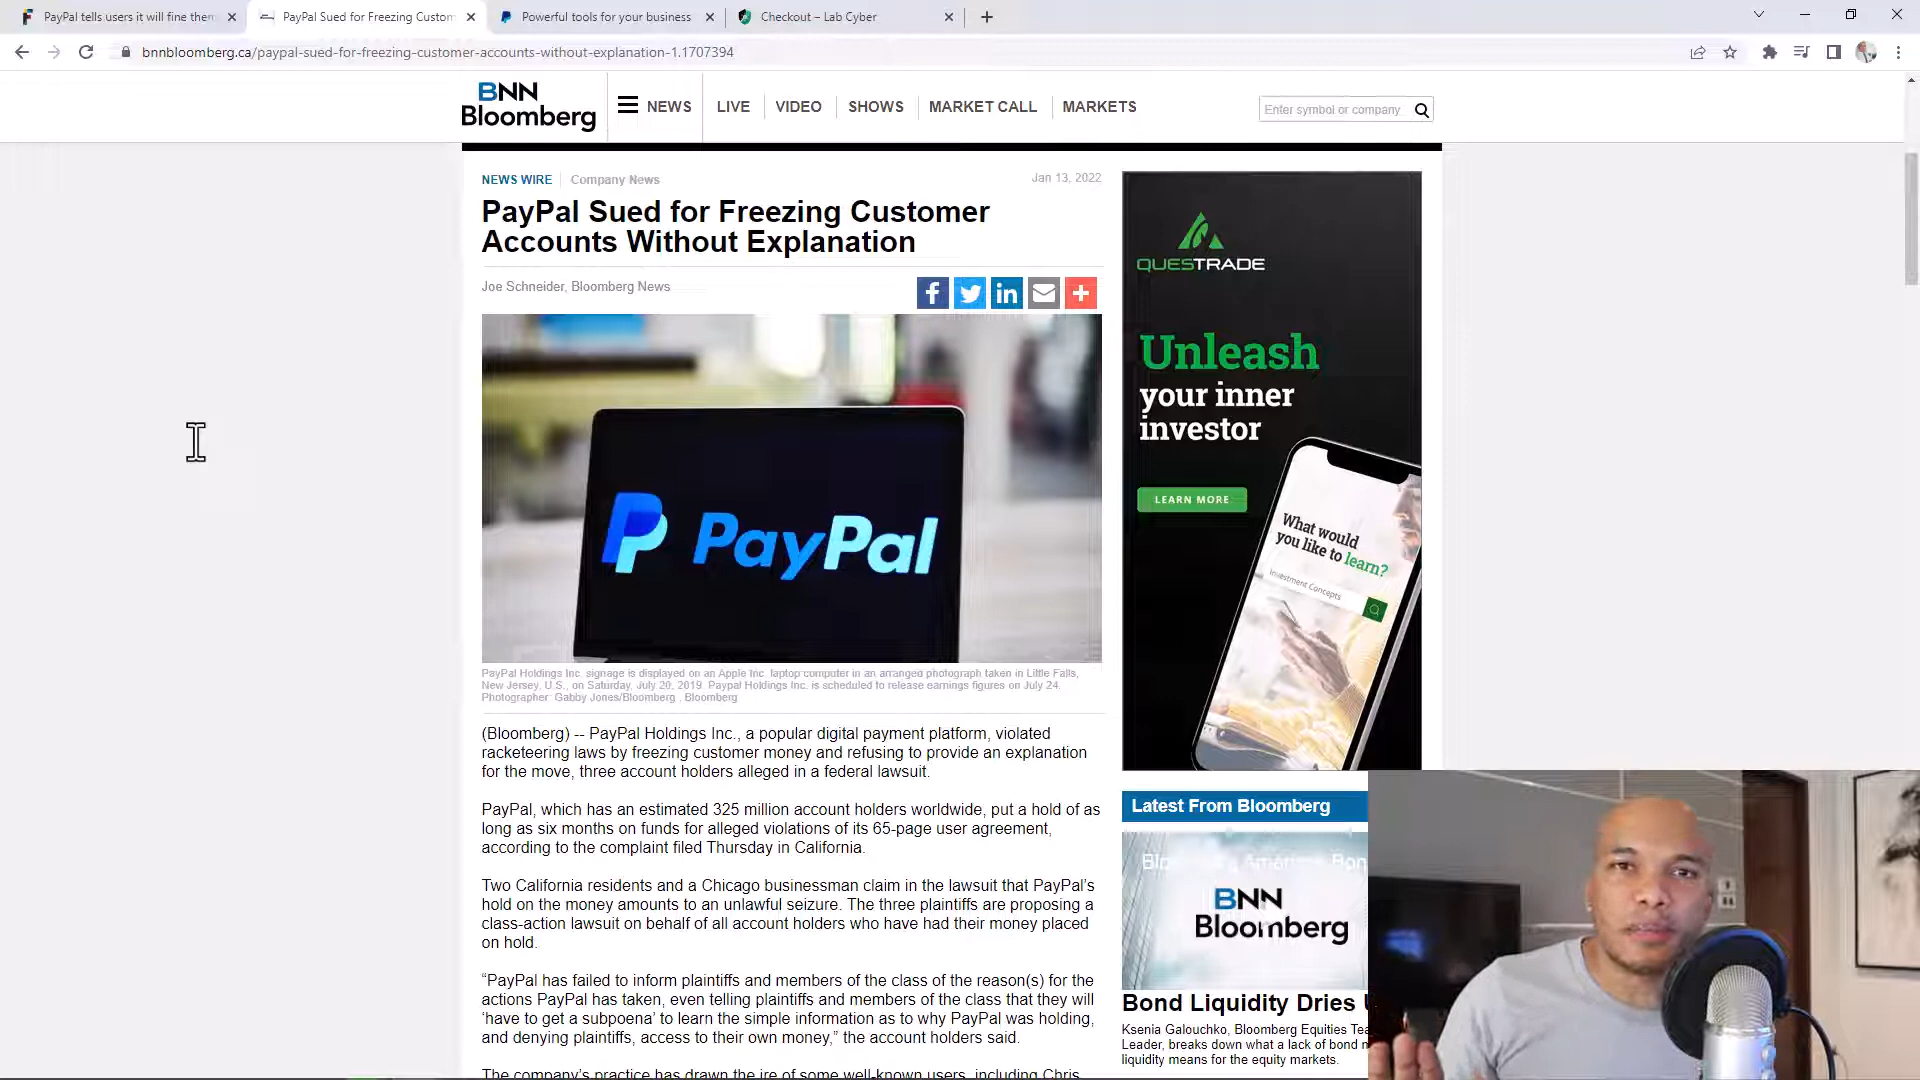 PayPal tells users it will fine them
PayPal Sued for Freezing Custom
Powerful tools for your business
Checkout – Lab Cyber
bnnbloomberg.ca/paypal-sued-for-freezing-customer-accounts-without-explanation-1.1707394
BNN
Bloomberg
NEWS
LIVE
VIDEO
SHOWS
MARKET CALL
MARKETS
Enter symbol or company
NEWS WIRE
Company News
Jan 13, 2022
PayPal Sued for Freezing Customer
Accounts Without Explanation
Joe Schneider, Bloomberg News
PayPal
PayPal Holdings Inc. signage is displayed on an Apple Inc. laptop computer in an arranged photograph taken in Little Falls,
New Jersey, U.S., on Saturday, July 20, 2019. Paypal Holdings Inc. is scheduled to release earnings figures on July 24.
Photographer: Gabby Jones/Bloomberg , Bloomberg
(Bloomberg) -- PayPal Holdings Inc., a popular digital payment platform, violated
racketeering laws by freezing customer money and refusing to provide an explanation
for the move, three account holders alleged in a federal lawsuit.
PayPal, which has an estimated 325 million account holders worldwide, put a hold of as
long as six months on funds for alleged violations of its 65-page user agreement,
according to the complaint filed Thursday in California.
Two California residents and a Chicago businessman claim in the lawsuit that PayPal’s
hold on the money amounts to an unlawful seizure. The three plaintiffs are proposing a
class-action lawsuit on behalf of all account holders who have had their money placed
on hold.
“PayPal has failed to inform plaintiffs and members of the class of the reason(s) for the
actions PayPal has taken, even telling plaintiffs and members of the class that they will
‘have to get a subpoena’ to learn the simple information as to why PayPal was holding,
and denying plaintiffs, access to their own money,” the account holders said.
The company’s practice has drawn the ire of some well-known users, including Chris
QUESTRADE
Unleash
your inner
investor
LEARN MORE
What would
you like to learn?
Investment Concepts
Latest From Bloomberg
BNN
Bloomberg
Bond Liquidity Dries
Ksenia Galouchko, Bloomberg Equities
Leader, breaks down what a lack of bond
liquidity means for the equity markets.